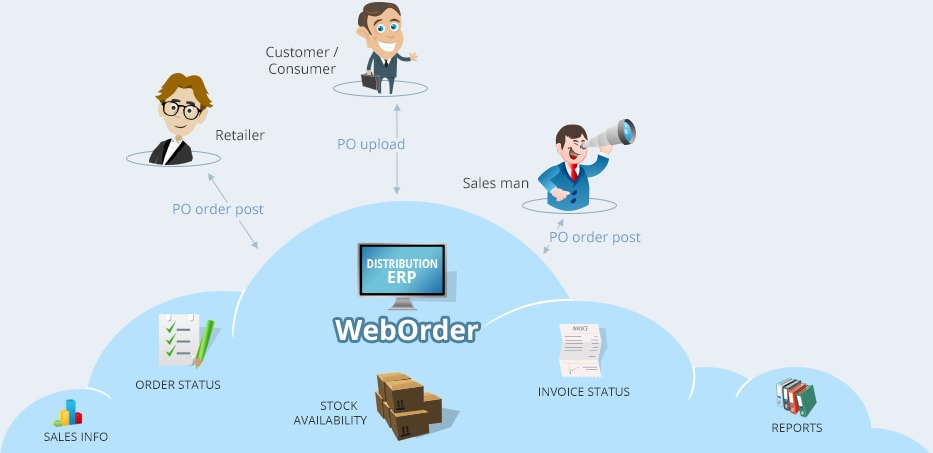 Customer /
Consumer
Retailer
PO upload
Sales man
PO order post
PO order post
DISTRIBUTION
ERP
WebOrder
INVOICE
ORDER STATUS
INVOICE STATUS
STOCK
AVAILABILITY
SALES INFO
REPORTS